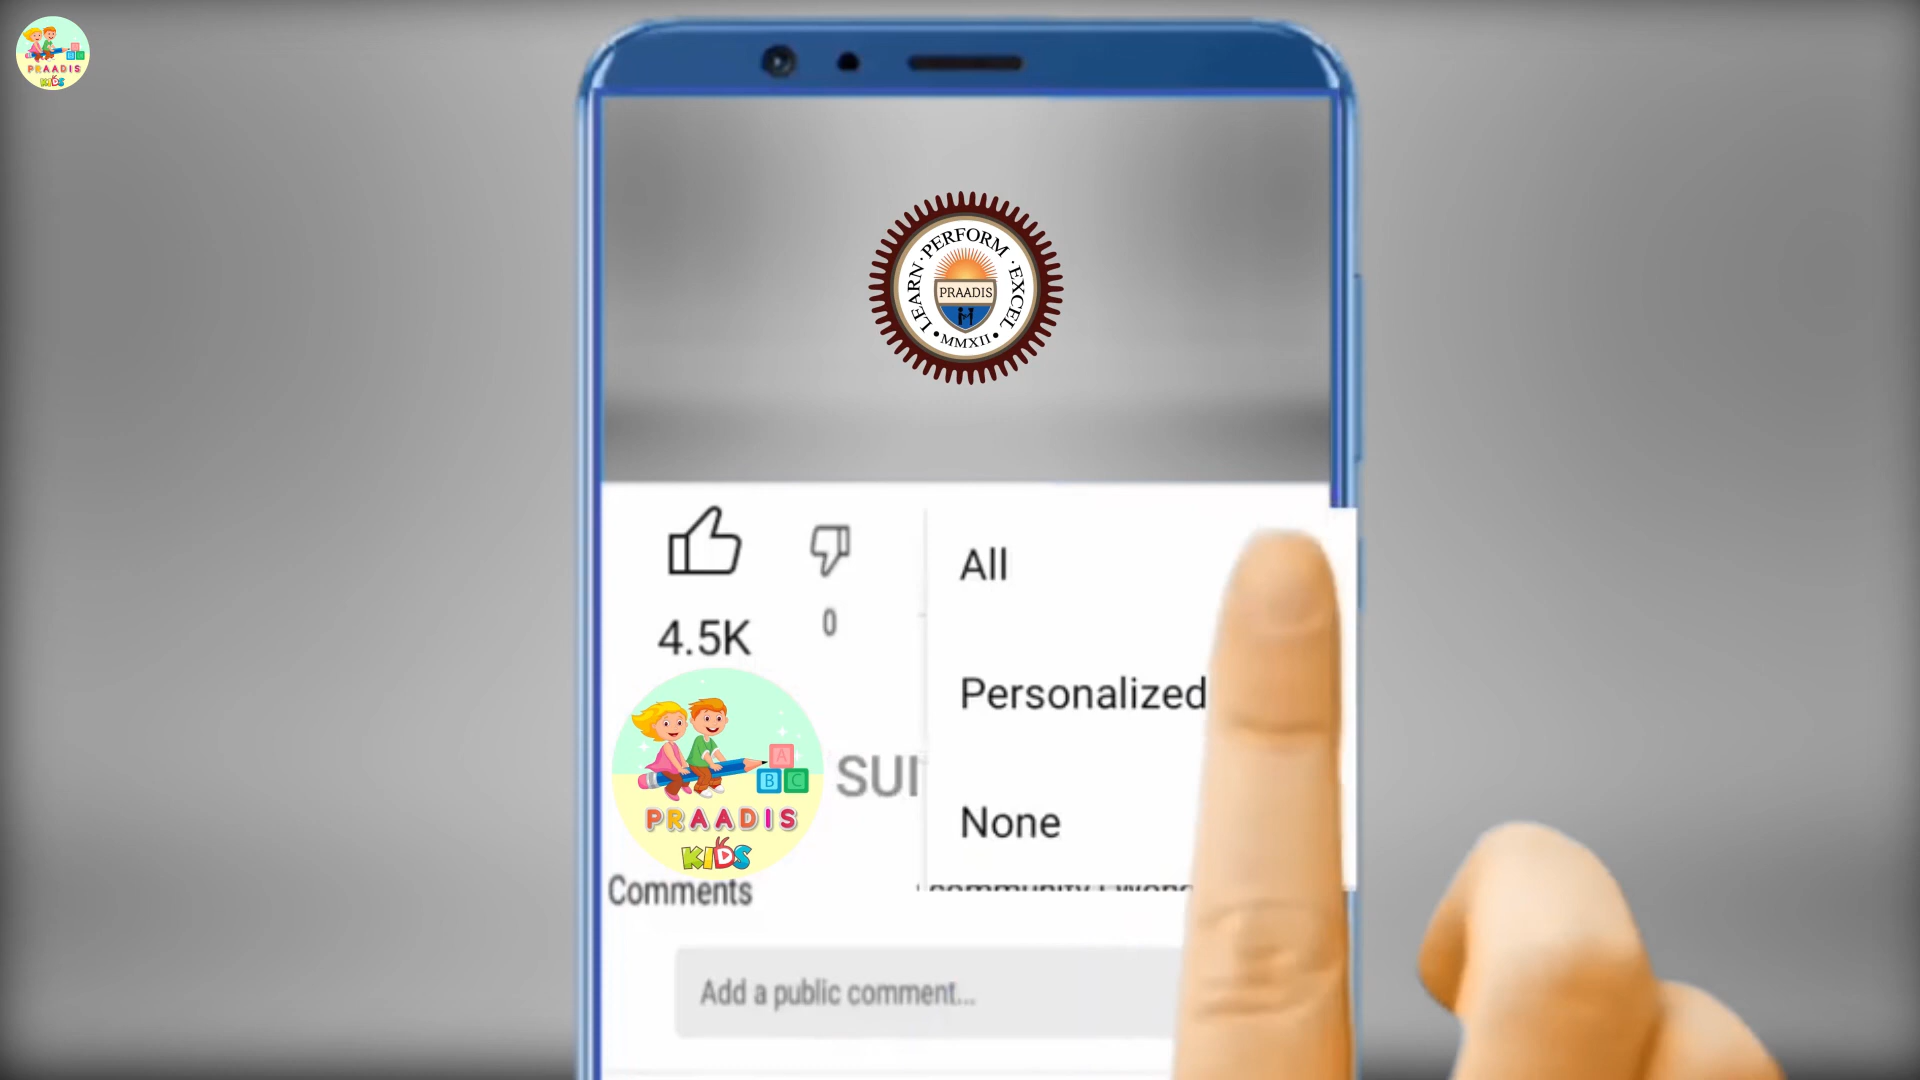 PRAADIS
KIDS
LEARN · PERFORM · EXCEL
PRAADIS
• MMXII •
All
4.5K
0
Personalized
A
B C
PRAADIS
KIDS
None
Comments
Add a public comment...